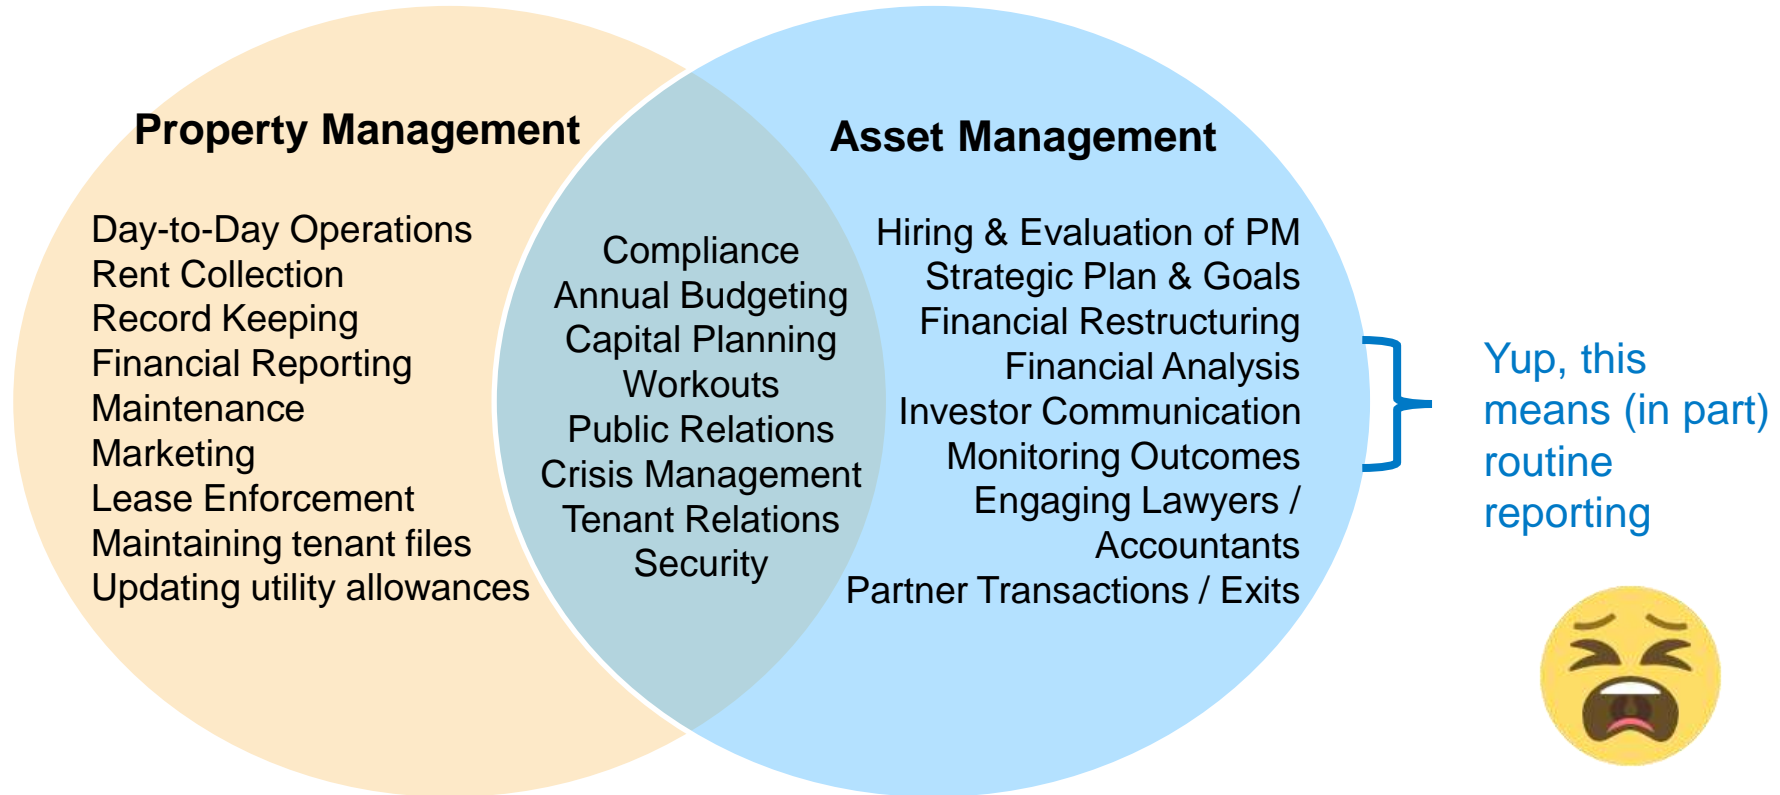 Property Management
Day-to-Day Operations
Rent Collection
Record Keeping
Financial Reporting
Maintenance
Marketing
Lease Enforcement
Maintaining tenant files
Updating utility allowances
Compliance
Annual Budgeting
Capital Planning
Workouts
Public Relations
Crisis Management
Tenant Relations
Security
Asset Management
Hiring & Evaluation of PM
Strategic Plan & Goals
Financial Restructuring
Financial Analysis
Investor Communication
Monitoring Outcomes
Engaging Lawyers /
Accountants
Partner Transactions / Exits
Yup, this
means (in part)
routine
reporting